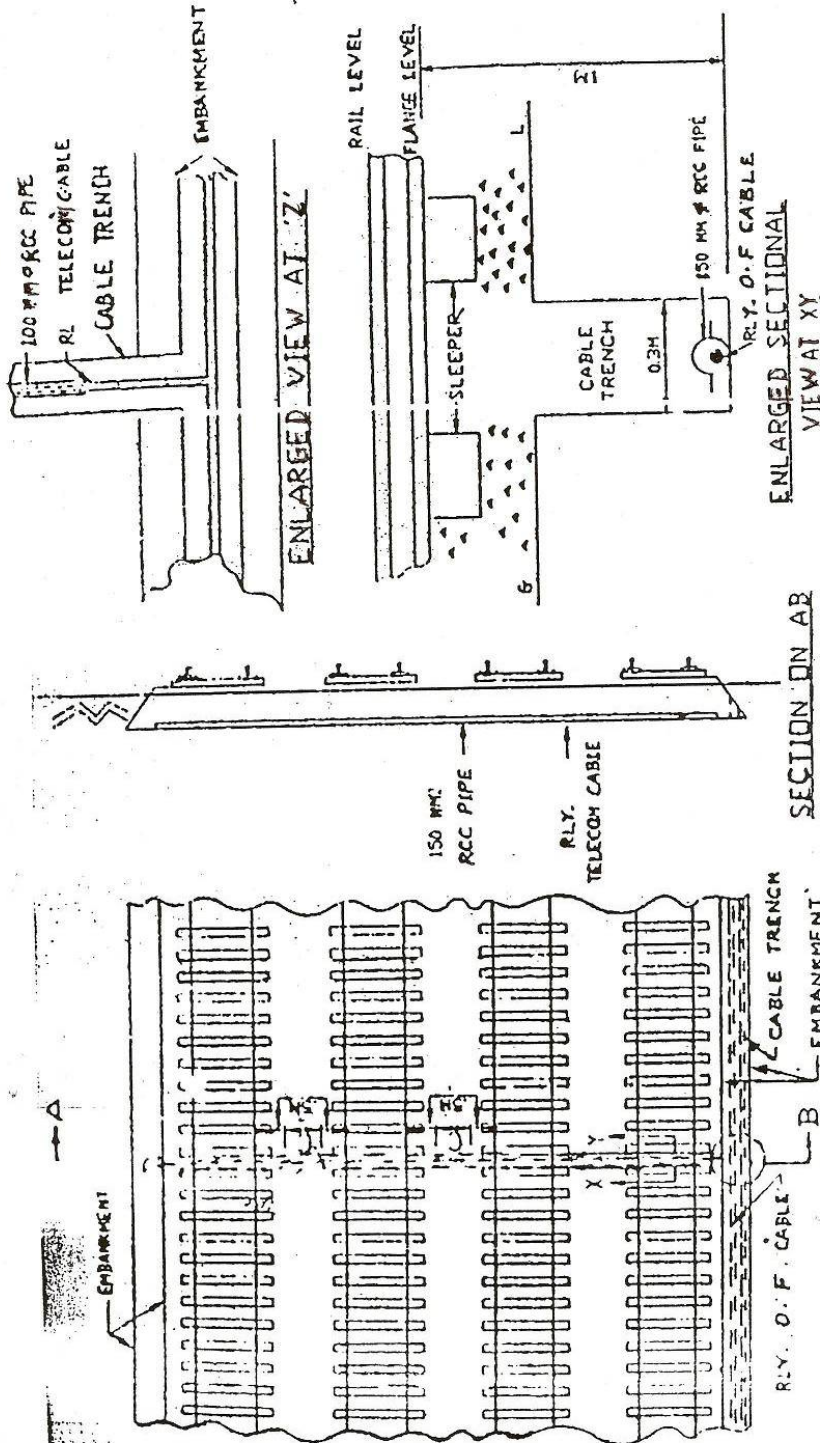 A
EMBANKMENT
X
Y
RLY. O.F. CABLE
B
CABLE TRENCH
EMBANKMENT
150 MM
RCC PIPE
RLY.
TELECOM CABLE
SECTION ON AB
100 MM RCC PIPE
TELECOM CABLE
CABLE TRENCH
EMBANKMENT
ENLARGED VIEW AT 'Z'
RAIL LEVEL
FLANGE LEVEL
SLEEPER
G
L
CABLE
TRENCH
0.3M
150 MM RCC PIPE
RLY. O.F CABLE
ENLARGED SECTIONAL
VIEW AT XY